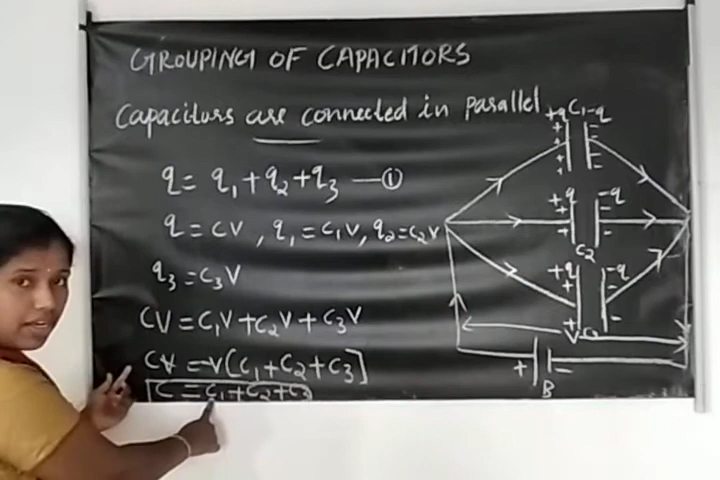 GROUPING OF CAPACITORS
Capacitors are connected in parallel
q = q1 + q2 + q3 — ①
q = CV, q1 = C1V, q2 = C2V
q3 = C3V
CV = C1V + C2V + C3V
CV = V[C1 + C2 + C3]
C = C1 + C2 + C3
+q C1 -q
+ + + - - -
+q -q
+ + + - -
C2
+q -q
+ + + - -
V
+ -
B